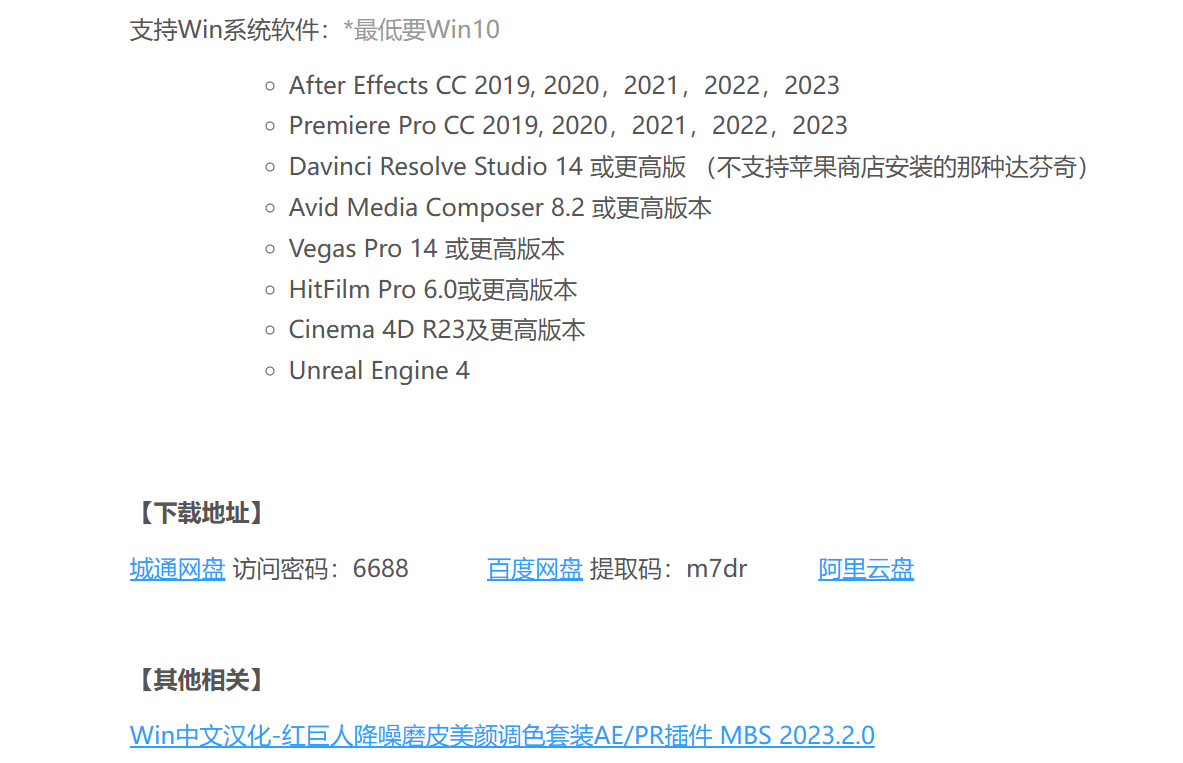 支持Win系统软件：*最低要Win10
After Effects CC 2019, 2020，2021，2022，2023
Premiere Pro CC 2019, 2020，2021，2022，2023
Davinci Resolve Studio 14 或更高版 （不支持苹果商店安装的那种达芬奇）
Avid Media Composer 8.2 或更高版本
Vegas Pro 14 或更高版本
HitFilm Pro 6.0或更高版本
Cinema 4D R23及更高版本
Unreal Engine 4
【下载地址】
城通网盘 访问密码：6688 百度网盘 提取码：m7dr 阿里云盘
【其他相关】
Win中文汉化-红巨人降噪磨皮美颜调色套装AE/PR插件 MBS 2023.2.0